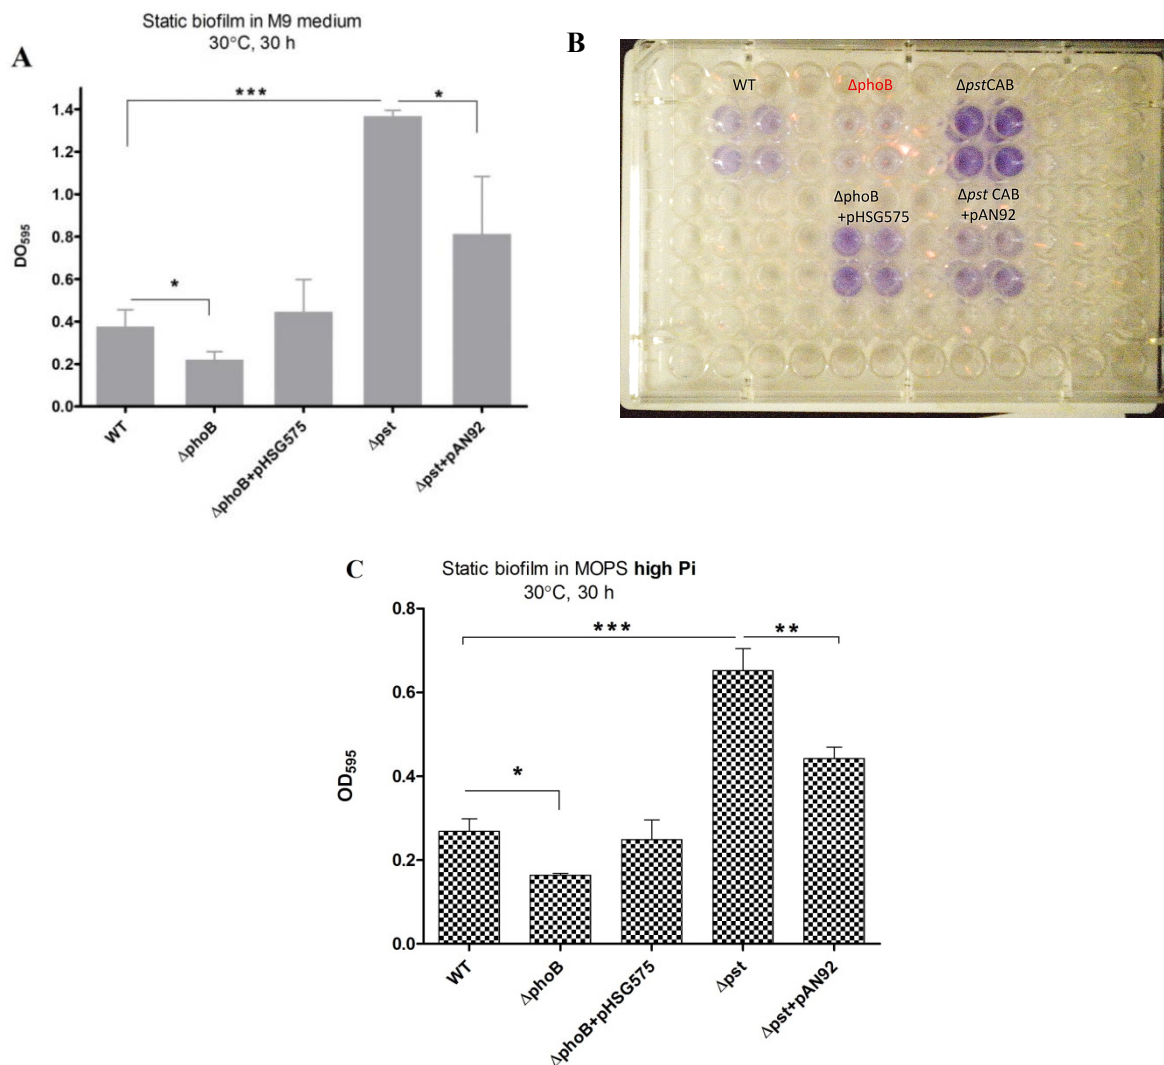 Static biofilm in M9 medium
30°C, 30 h
A
***
*
*
1.4
1.2
1.0
0.8
0.6
0.4
0.2
0.0
DO595
WT
ΔphoB
ΔphoB+pHSG575
Δpst
Δpst+pAN92
B
WT
ΔphoB
ΔpstCAB
ΔphoB
+pHSG575
Δpst CAB
+pAN92
C
Static biofilm in MOPS high Pi
30°C, 30 h
***
**
*
0.8
0.6
0.4
0.2
0.0
OD595
WT
ΔphoB
ΔphoB+pHSG575
Δpst
Δpst+pAN92